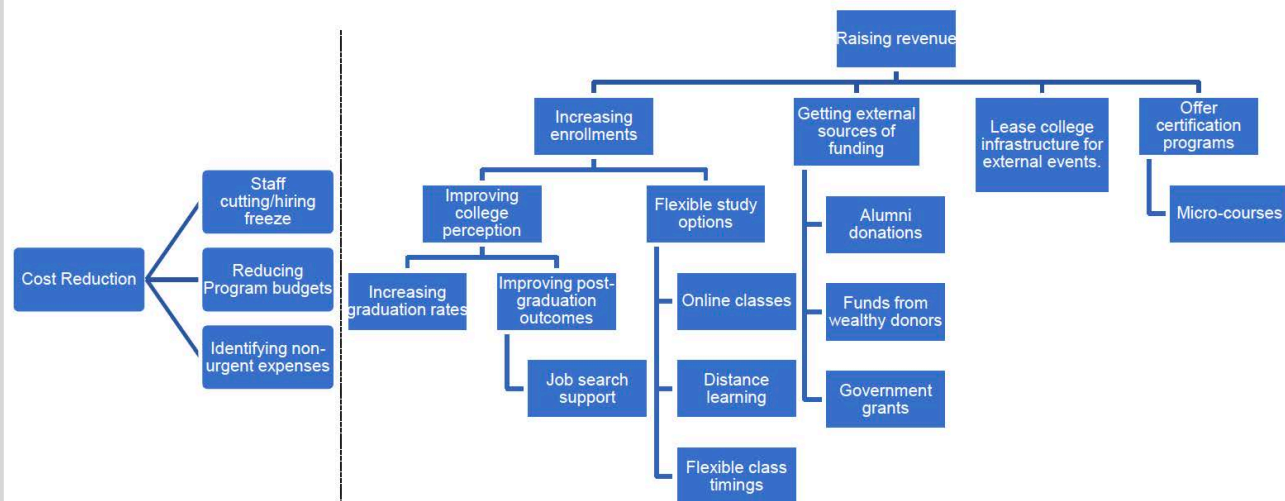 Cost Reduction
Staff
cutting/hiring
freeze
Reducing
Program budgets
Identifying non-
urgent expenses
Raising revenue
Increasing
enrollments
Getting external
sources of
funding
Lease college
infrastructure for
external events.
Offer
certification
programs
Improving
college
perception
Flexible study
options
Alumni
donations
Micro-courses
Increasing
graduation rates
Improving post-
graduation
outcomes
Online classes
Funds from
wealthy donors
Job search
support
Distance
learning
Government
grants
Flexible class
timings